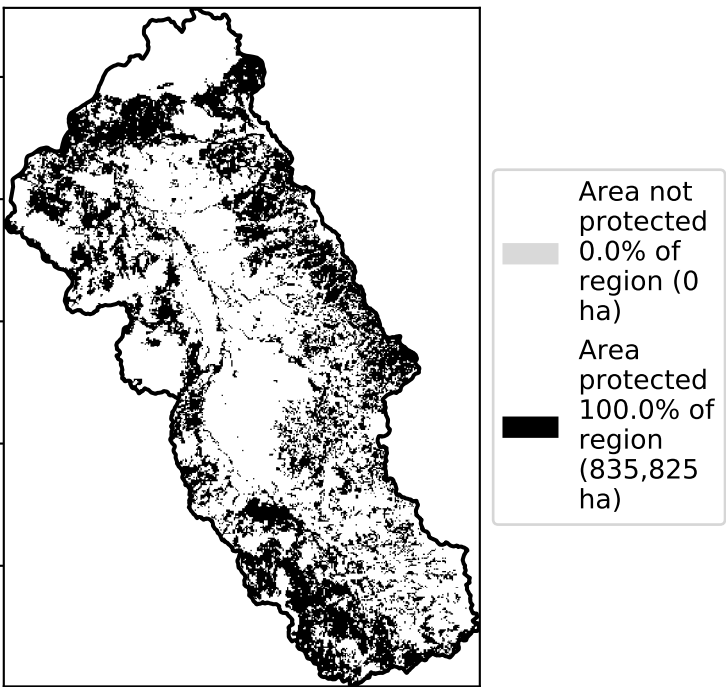 Area not
protected
0.0% of
region (0
ha)
Area
protected
100.0% of
region
(835,825
ha)